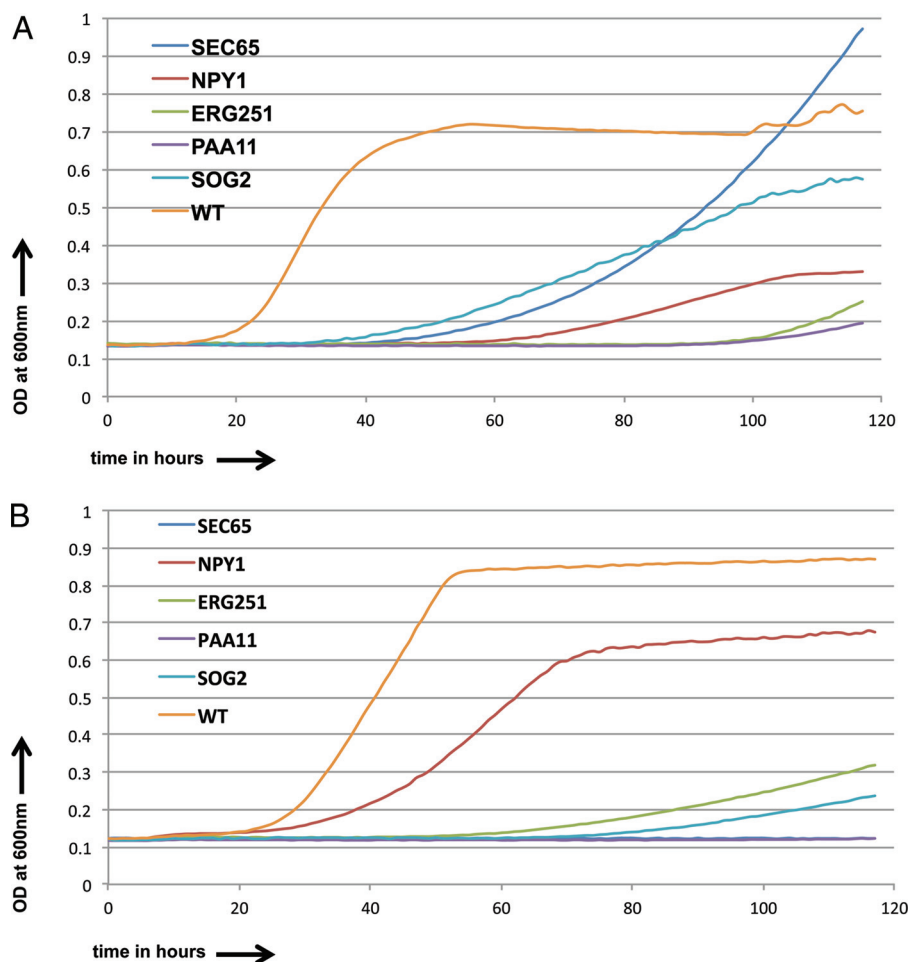 A
1
0.9
0.8
0.7
0.6
0.5
0.4
0.3
0.2
0.1
0
SEC65
NPY1
ERG251
PAA11
SOG2
WT
OD at 600nm
0 20 40 60 80 100 120
time in hours
B
1
0.9
0.8
0.7
0.6
0.5
0.4
0.3
0.2
0.1
0
SEC65
NPY1
ERG251
PAA11
SOG2
WT
OD at 600nm
0 20 40 60 80 100 120
time in hours